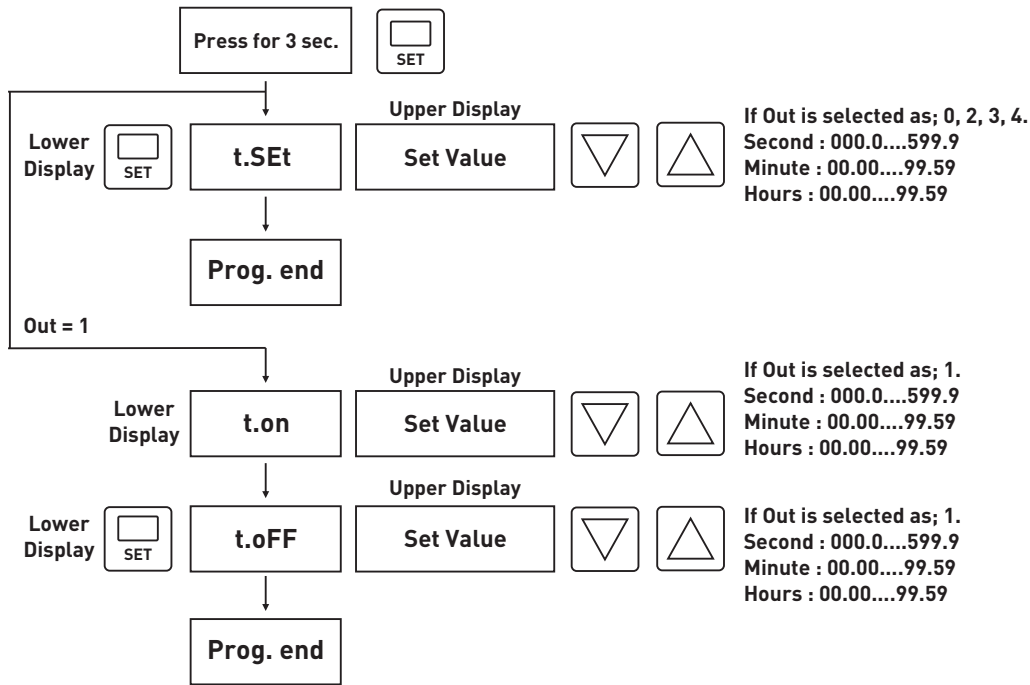 Press for 3 sec.
SET
Upper Display
Lower
Display
SET
t.SEt
Set Value
If Out is selected as; 0, 2, 3, 4.
Second : 000.0....599.9
Minute : 00.00....99.59
Hours : 00.00....99.59
Prog. end
Out = 1
Upper Display
Lower
Display
t.on
Set Value
If Out is selected as; 1.
Second : 000.0....599.9
Minute : 00.00....99.59
Hours : 00.00....99.59
Upper Display
Lower
Display
SET
t.oFF
Set Value
If Out is selected as; 1.
Second : 000.0....599.9
Minute : 00.00....99.59
Hours : 00.00....99.59
Prog. end